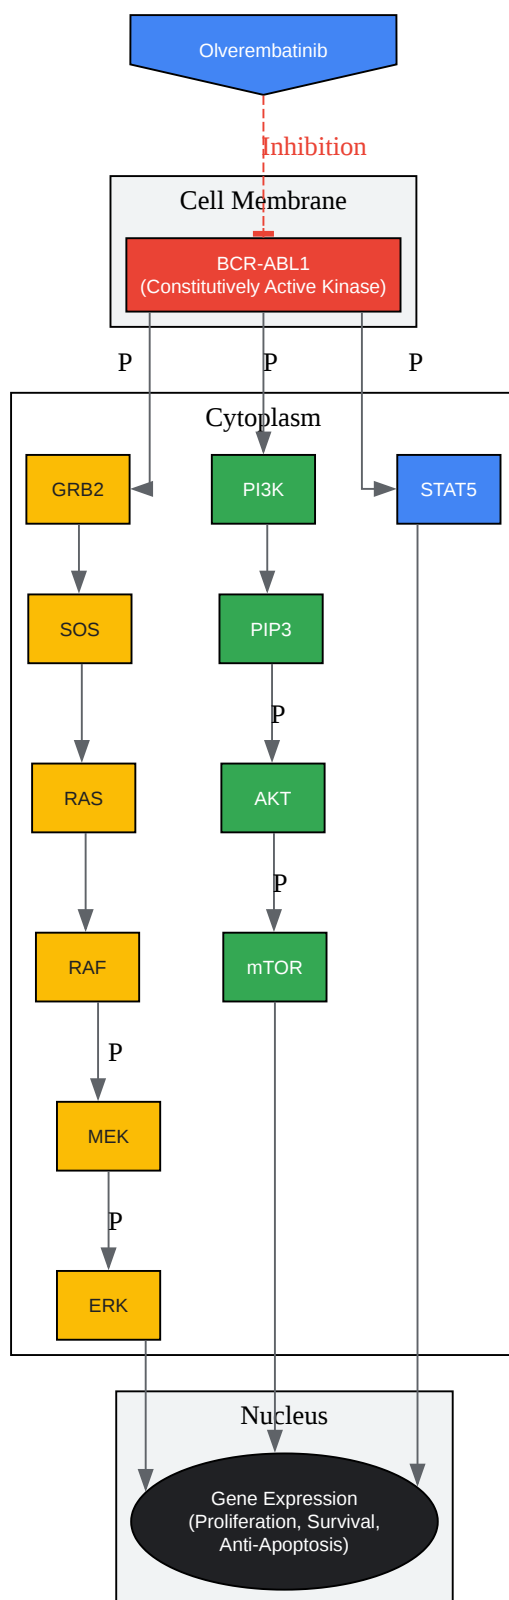 Olverembatinib
Inhibition
Cell Membrane
BCR-ABL1
(Constitutively Active Kinase)
P P P
Cytoplasm
GRB2 PI3K STAT5
SOS PIP3
P
RAS AKT
P
RAF mTOR
P
MEK
P
ERK
Nucleus
Gene Expression
(Proliferation, Survival,
Anti-Apoptosis)